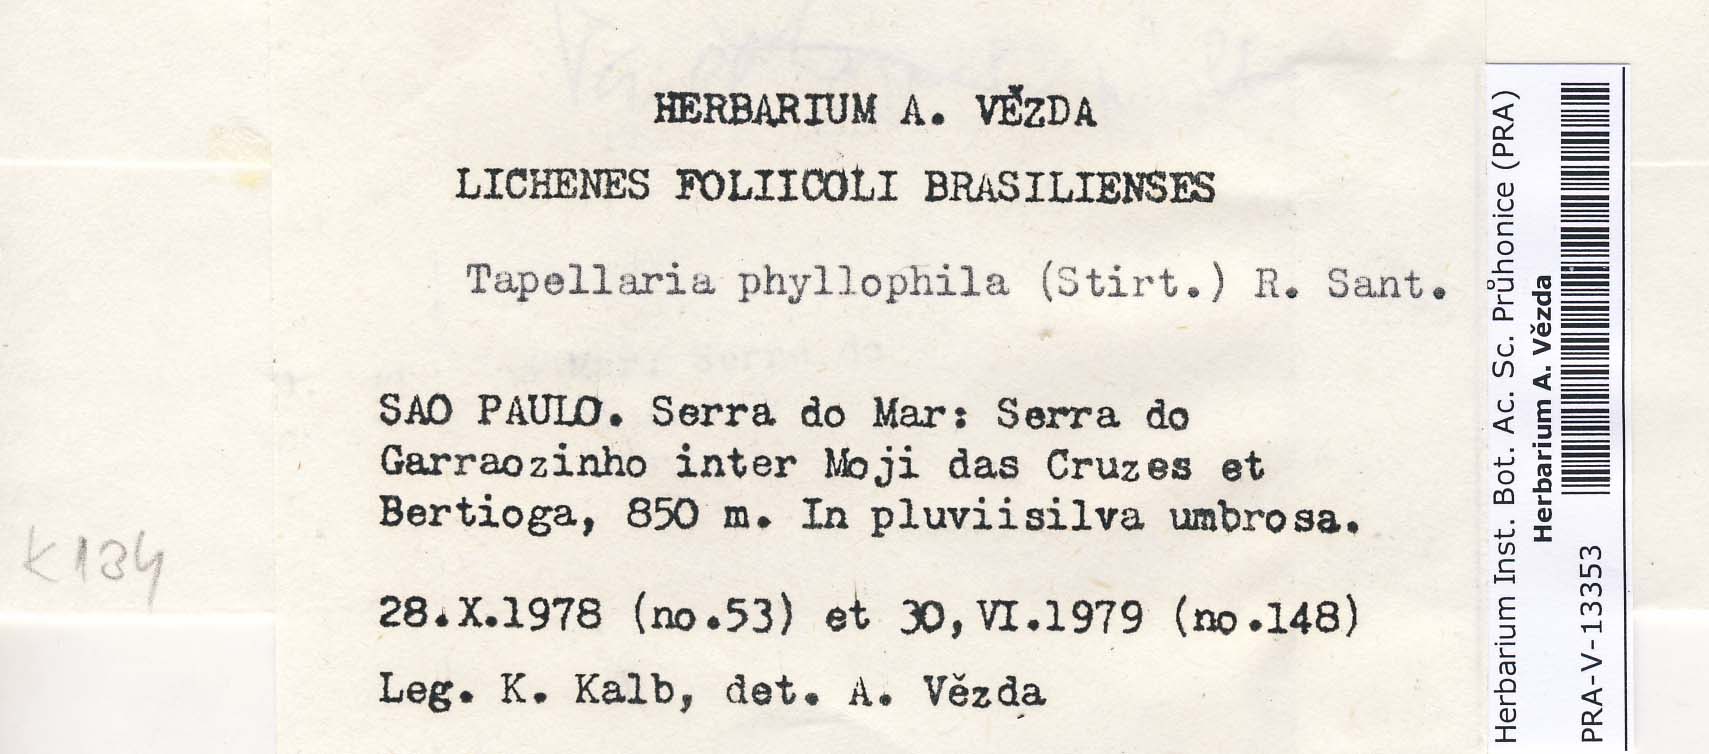 HERBARIUM A. VĚZDA
LICHENES FOLIICOLI BRASILIENSES
Tapellaria phyllophila (Stirt.) R. Sant.
SAO PAULO. Serra do Mar: Serra do
Garraozinho inter Moji das Cruzes et
Bertioga, 850 m. In pluviisilva umbrosa.
28.X.1978 (no.53) et 30,VI.1979 (no.148)
Leg. K. Kalb, det. A. Vězda
K134
Herbarium Inst. Bot. Ac. Sc. Průhonice (PRA)
Herbarium A. Vězda
PRA-V-13353